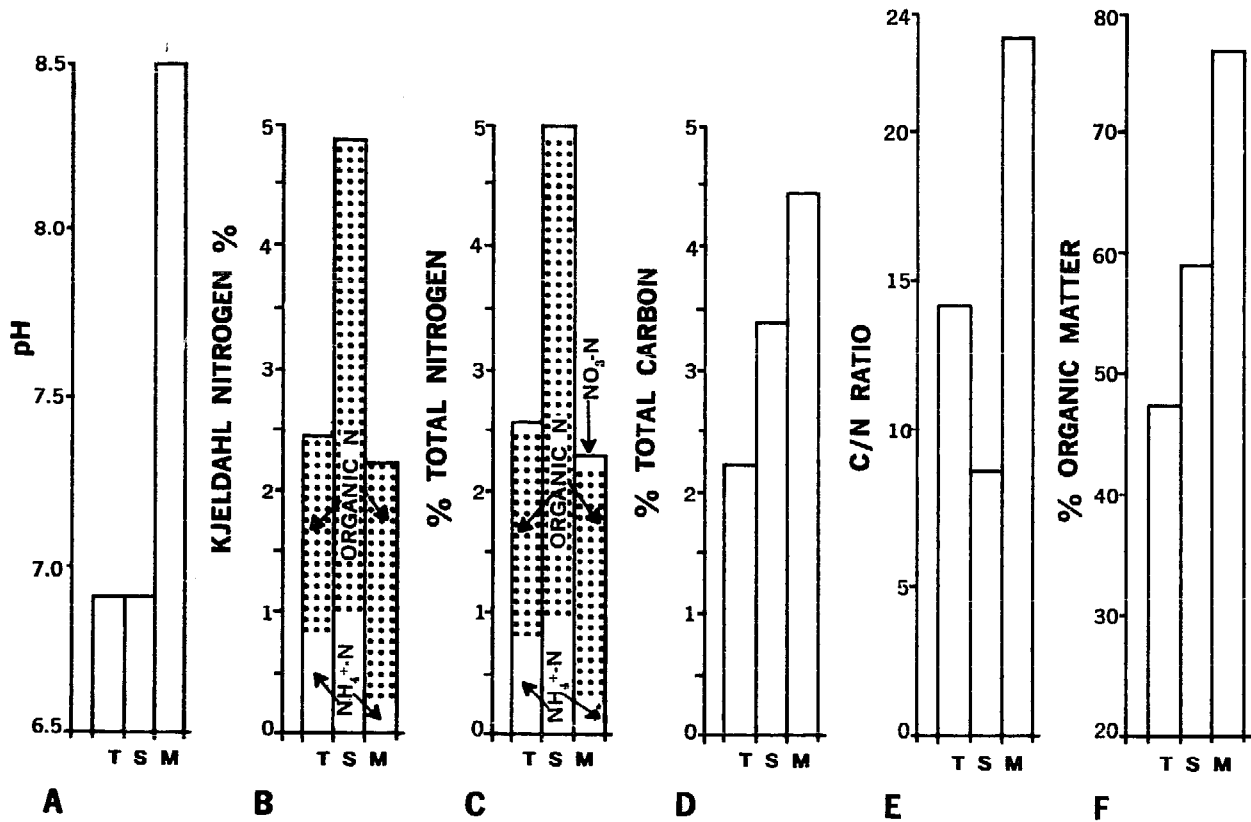 pH
8.5
8.0
7.5
7.0
6.5
T S M
A
KJELDAHL NITROGEN %
5
4
3
2
1
0
ORGANIC N
NH₄⁺-N
T S M
B
% TOTAL NITROGEN
5
4
3
2
1
0
ORGANIC N
NO₃-N
NH₄⁺-N
T S M
C
% TOTAL CARBON
5
4
3
2
1
0
T S M
D
C/N RATIO
24
20
15
10
5
0
T S M
E
% ORGANIC MATTER
80
70
60
50
40
30
20
T S M
F